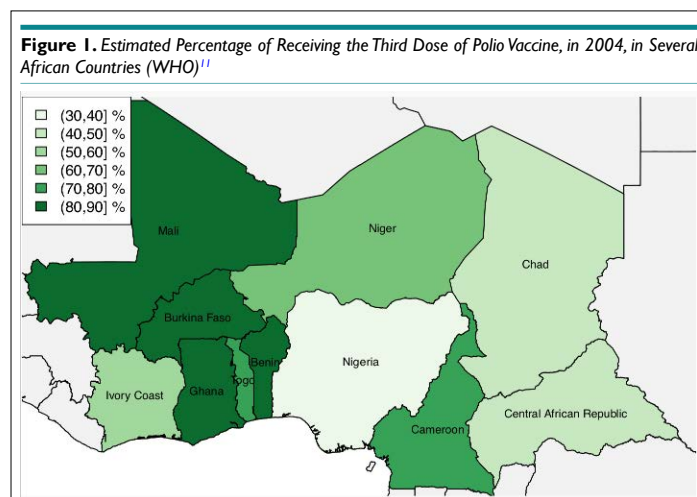 Figure 1. Estimated Percentage of Receiving the Third Dose of Polio Vaccine, in 2004, in Several
African Countries (WHO)11
(30,40] %
(40,50] %
(50,60] %
(60,70] %
(70,80] %
(80,90] %
Mali
Niger
Chad
Burkina Faso
Benin
Nigeria
Togo
Ghana
Ivory Coast
Central African Republic
Cameroon